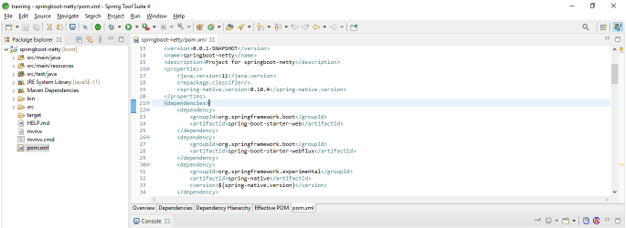 training - springboot-netty/pom.xml - Spring Tool Suite 4
File Edit Source Navigate Search Project Run Window Help
Package Explorer
springboot-netty [boot]
src/main/java
src/main/resources
src/test/java
JRE System Library [JavaSE-11]
Maven Dependencies
bin
src
target
HELP.md
mvnw
mvnw.cmd
pom.xml
springboot-netty/pom.xml
13 <version>0.0.1-SNAPSHOT</version>
14 <name>springboot-netty</name>
15 <description>Project for springboot-netty</description>
16 <properties>
17 <java.version>11</java.version>
18 <repackage.classifier/>
19 <spring-native.version>0.10.4</spring-native.version>
20 </properties>
21 <dependencies>
22 <dependency>
23 <groupId>org.springframework.boot</groupId>
24 <artifactId>spring-boot-starter-web</artifactId>
25 </dependency>
26 <dependency>
27 <groupId>org.springframework.boot</groupId>
28 <artifactId>spring-boot-starter-webflux</artifactId>
29 </dependency>
30 <dependency>
31 <groupId>org.springframework.experimental</groupId>
32 <artifactId>spring-native</artifactId>
33 <version>${spring-native.version}</version>
34 </dependency>
Overview Dependencies Dependency Hierarchy Effective POM pom.xml
Console